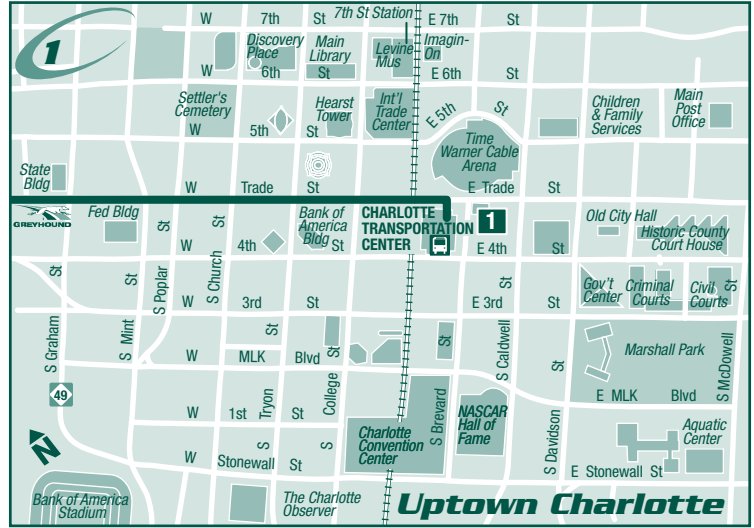 1
W 7th St
7th St Station
E 7th St
Discovery
Place
Main
Library
Levine
Mus
Imagin-
On
W 6th St
E 6th St
Settler's
Cemetery
Hearst
Tower
Int'l
Trade
Center
Children
& Family
Services
Main
Post
Office
W 5th St
E 5th St
Time
Warner Cable
Arena
State
Bldg
W Trade St
E Trade St
GREYHOUND
Fed Bldg
Bank of
America
Bldg
CHARLOTTE
TRANSPORTATION
CENTER
1
Old City Hall
Historic County
Court House
W 4th St
E 4th St
S Graham St
S Mint St
S Poplar St
S Church St
Gov't
Center
Criminal
Courts
Civil
Courts
W 3rd St
E 3rd St
S Tryon St
S College St
S Brevard St
S Caldwell St
S Davidson St
S McDowell St
Marshall Park
W MLK Blvd
E MLK Blvd
49
W 1st St
NASCAR
Hall of
Fame
Charlotte
Convention
Center
Aquatic
Center
N
W Stonewall St
E Stonewall St
Bank of America
Stadium
The Charlotte
Observer
Uptown Charlotte